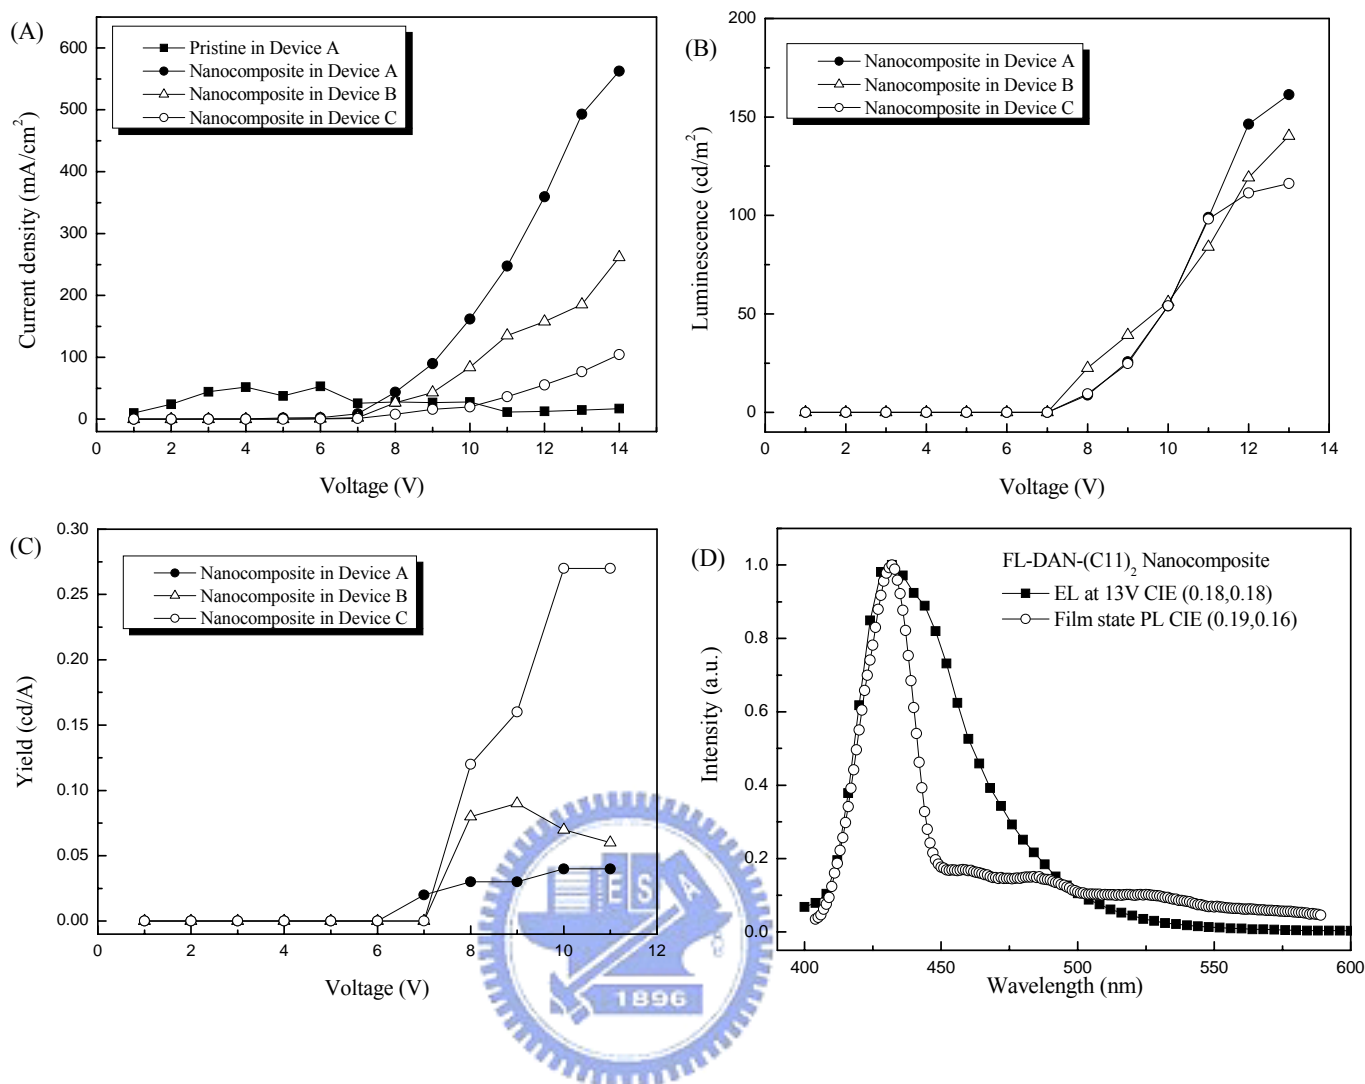 (A)
Pristine in Device A
Nanocomposite in Device A
Nanocomposite in Device B
Nanocomposite in Device C
600
500
400
300
200
100
0
Current density (mA/cm²)
0 2 4 6 8 10 12 14
Voltage (V)
(B)
Nanocomposite in Device A
Nanocomposite in Device B
Nanocomposite in Device C
200
150
100
50
0
Luminescence (cd/m²)
0 2 4 6 8 10 12 14
Voltage (V)
(C)
Nanocomposite in Device A
Nanocomposite in Device B
Nanocomposite in Device C
0.30
0.25
0.20
0.15
0.10
0.05
0.00
Yield (cd/A)
0 2 4 6 8 10 12
Voltage (V)
(D)
FL-DAN-(C11)₂ Nanocomposite
EL at 13V CIE (0.18,0.18)
Film state PL CIE (0.19,0.16)
1.0
0.8
0.6
0.4
0.2
0.0
Intensity (a.u.)
400 450 500 550 600
Wavelength (nm)
E S A
1896